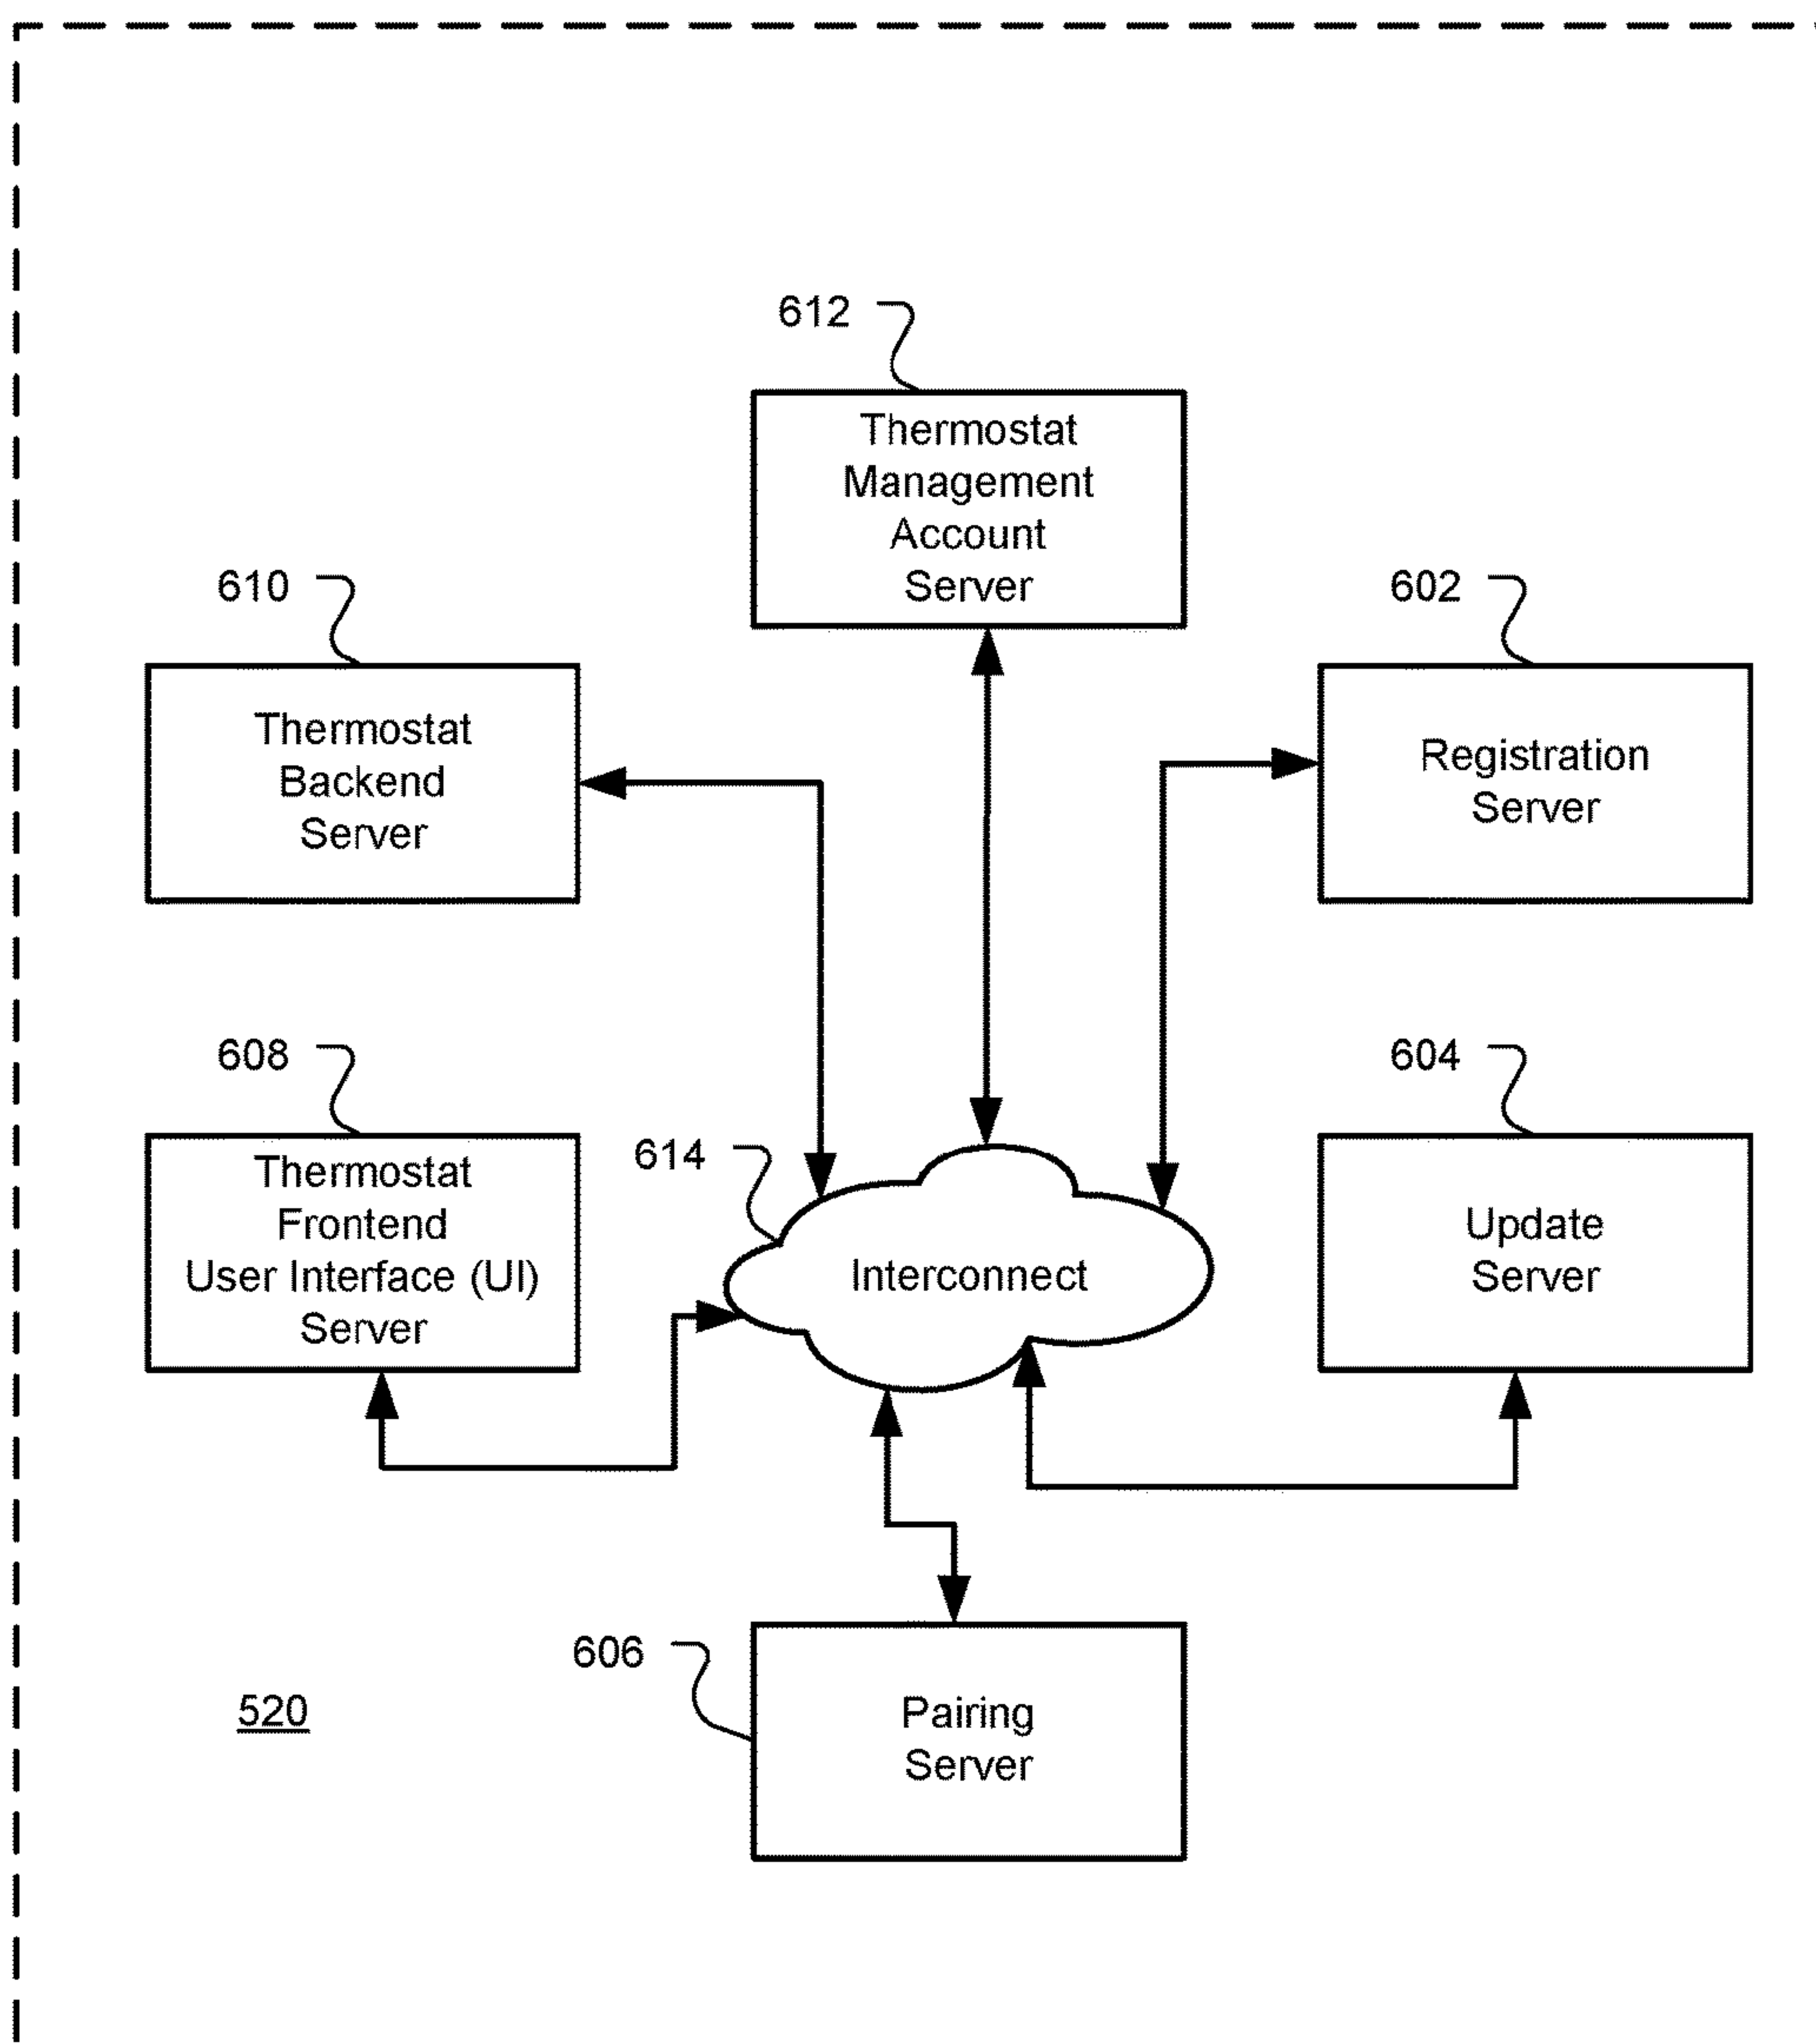 612
Thermostat
Management
Account
Server
610
Thermostat
Backend
Server
602
Registration
Server
608
Thermostat
Frontend
User Interface (UI)
Server
614
Interconnect
604
Update
Server
606
Pairing
Server
520